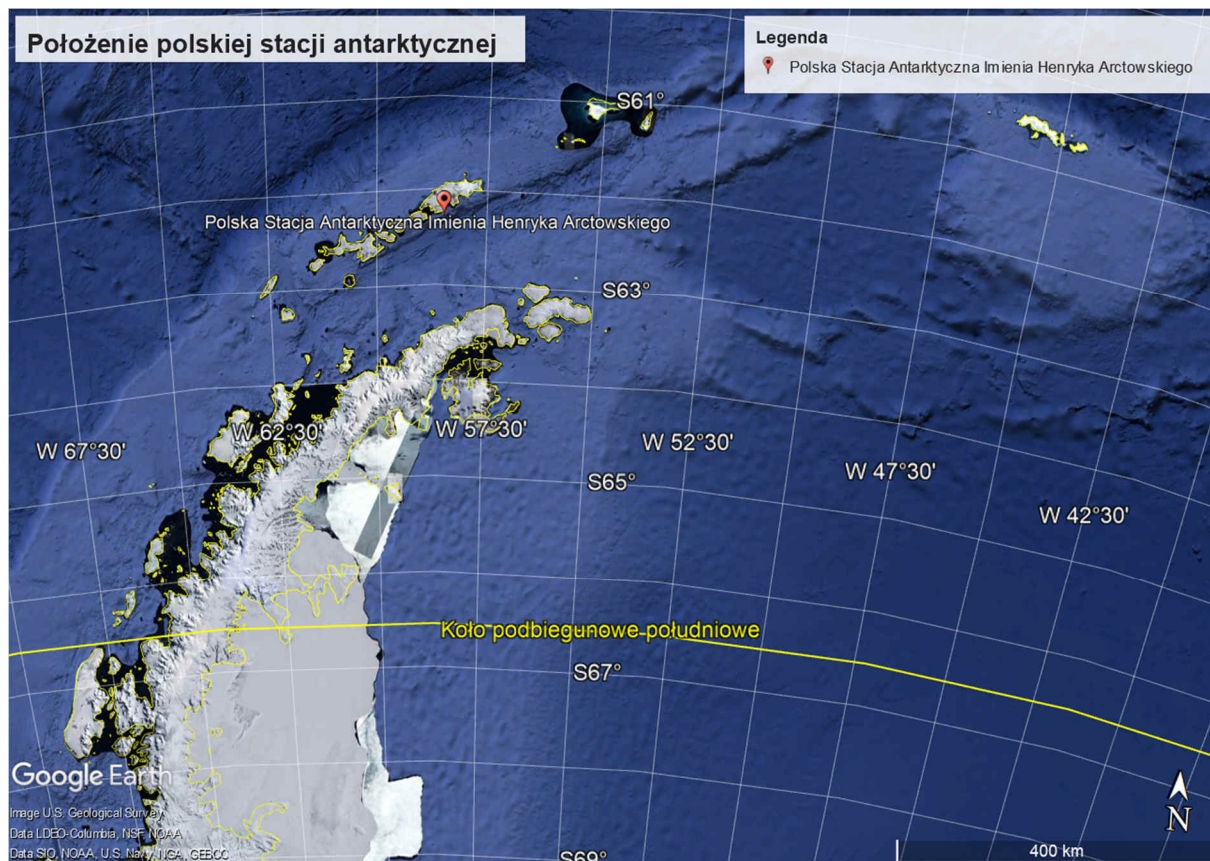 Położenie polskiej stacji antarktycznej
Legenda
Polska Stacja Antarktyczna Imienia Henryka Arctowskiego
S61°
Polska Stacja Antarktyczna Imienia Henryka Arctowskiego
S63°
W 67°30'
W 62°30'
W 57°30'
W 52°30'
W 47°30'
W 42°30'
S65°
Koło podbiegunowe południowe
S67°
Google Earth
Image U.S. Geological Survey
Data LDEO-Columbia, NSF, NOAA
Data SIO, NOAA, U.S. Navy, NGA, GEBCO
S69°
400 km
N